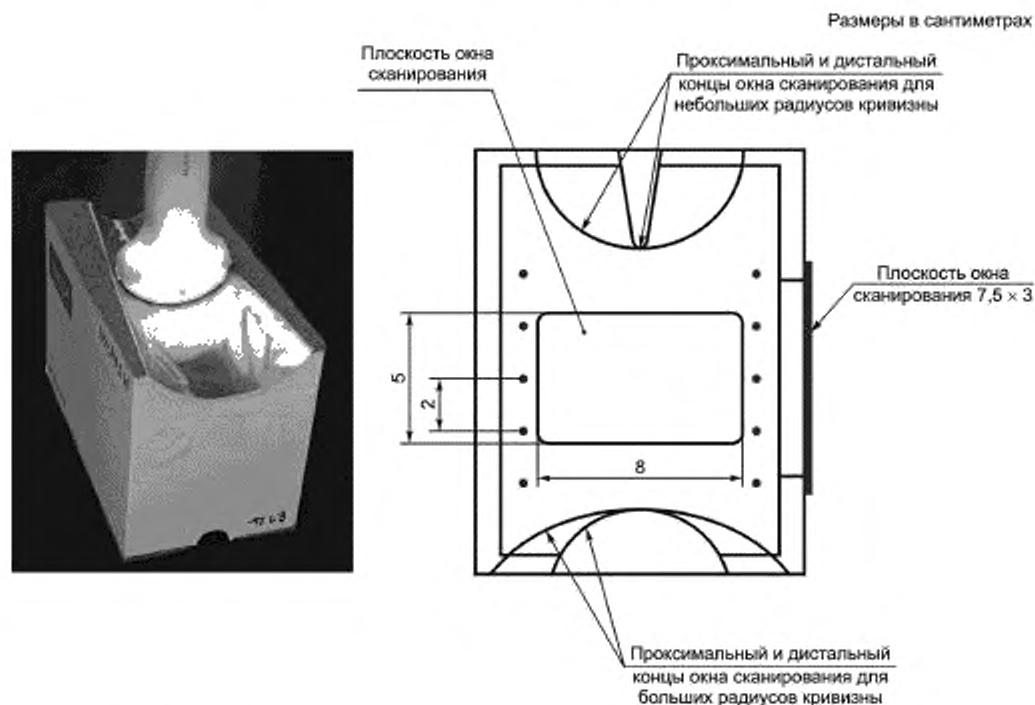 Размеры в сантиметрах
Плоскость окна
сканирования
Проксимальный и дистальный
концы окна сканирования для
небольших радиусов кривизны
Плоскость окна
сканирования 7,5 × 3
5
2
8
Проксимальный и дистальный
концы окна сканирования для
больших радиусов кривизны